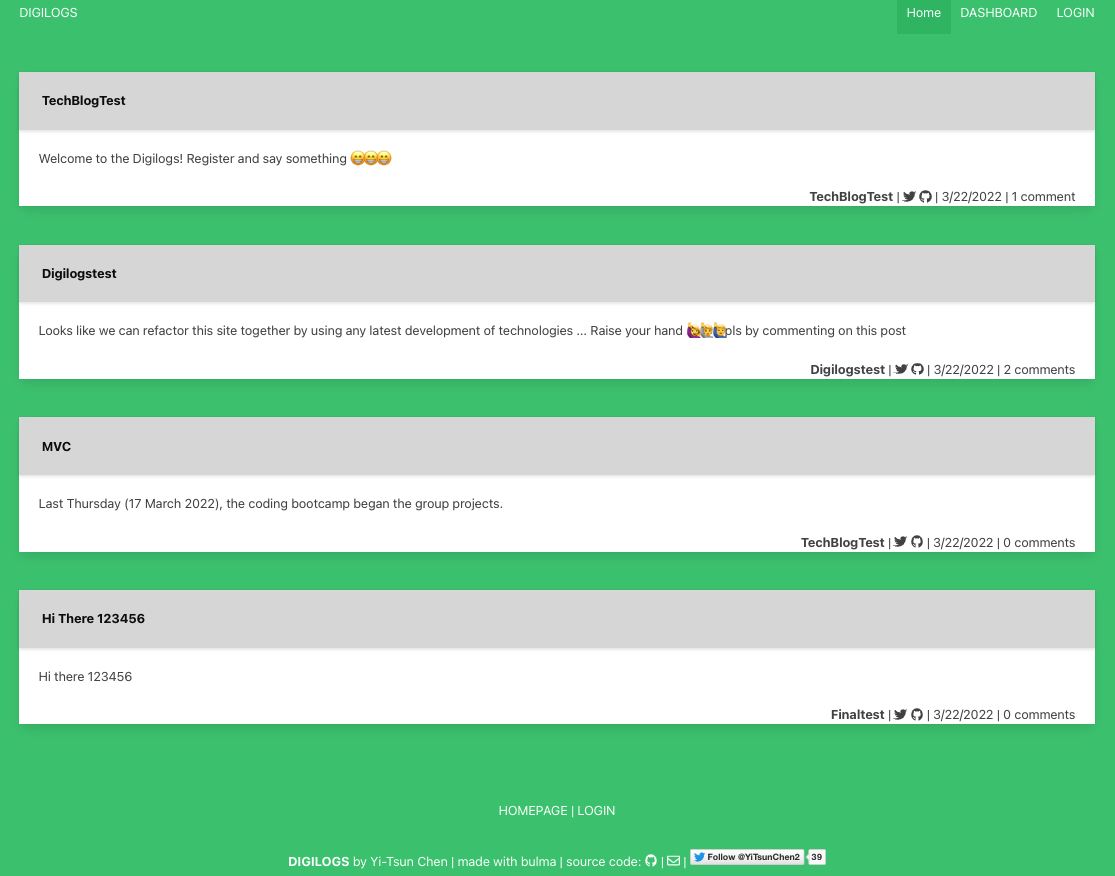 DIGILOGS Home DASHBOARD LOGIN
TechBlogTest
Welcome to the Digilogs! Register and say something 😁😁😁
TechBlogTest | | 3/22/2022 | 1 comment
Digilogstest
Looks like we can refactor this site together by using any latest development of technologies ... Raise your hand 🙋‍♀️🙋🙋‍♂️pls by commenting on this post
Digilogstest | | 3/22/2022 | 2 comments
MVC
Last Thursday (17 March 2022), the coding bootcamp began the group projects.
TechBlogTest | | 3/22/2022 | 0 comments
Hi There 123456
Hi there 123456
Finaltest | | 3/22/2022 | 0 comments
HOMEPAGE | LOGIN
DIGILOGS by Yi-Tsun Chen | made with bulma | source code: | | Follow @YiTsunChen2 39